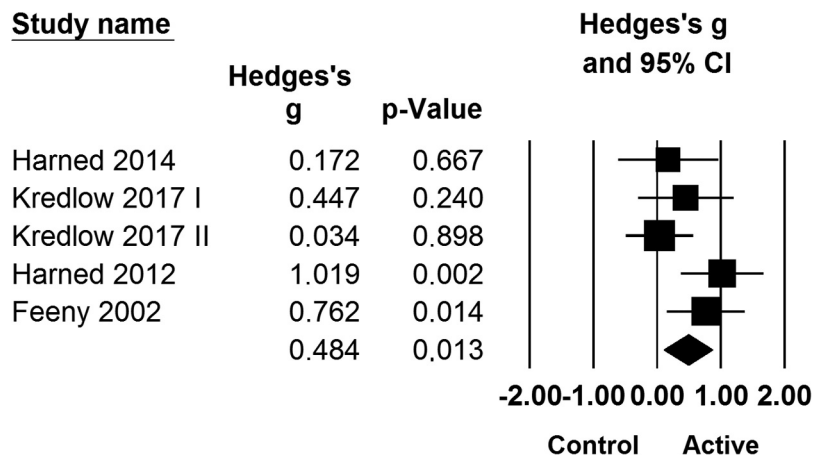 Study name
Hedges's g
and 95% CI
Hedges's
g
p-Value
Harned 2014 0.172 0.667
Kredlow 2017 I 0.447 0.240
Kredlow 2017 II 0.034 0.898
Harned 2012 1.019 0.002
Feeny 2002 0.762 0.014
0.484 0.013
-2.00 -1.00 0.00 1.00 2.00
Control Active